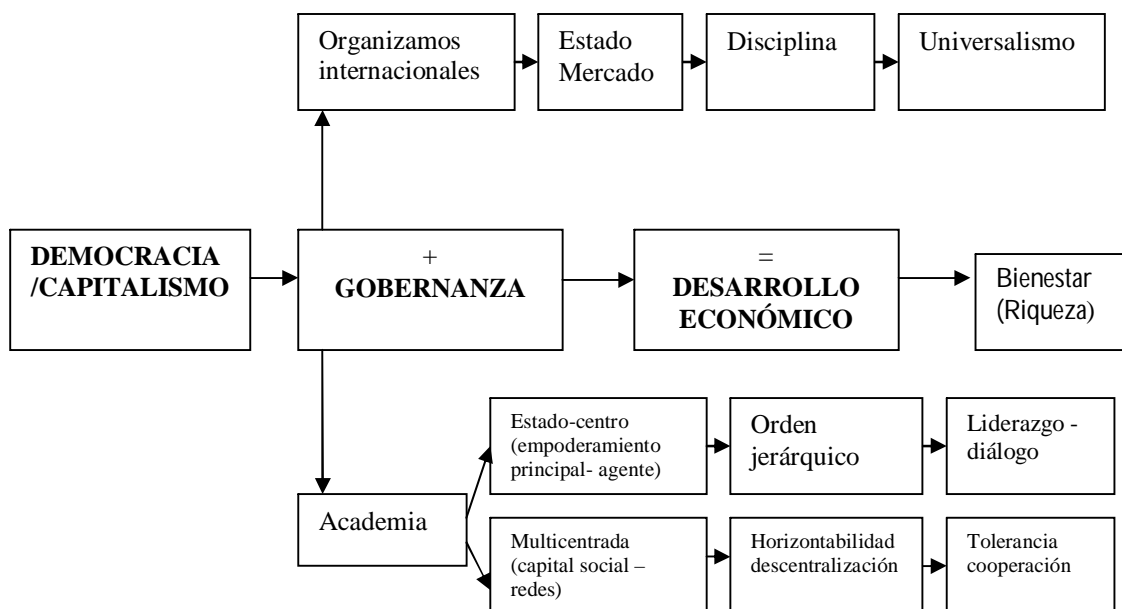 Organizamos
internacionales
Estado
Mercado
Disciplina
Universalismo
DEMOCRACIA
/CAPITALISMO
+
GOBERNANZA
=
DESARROLLO
ECONÓMICO
Bienestar
(Riqueza)
Academia
Estado-centro
(empoderamiento
principal- agente)
Orden
jerárquico
Liderazgo -
diálogo
Multicentrada
(capital social –
redes)
Horizontabilidad
descentralización
Tolerancia
cooperación